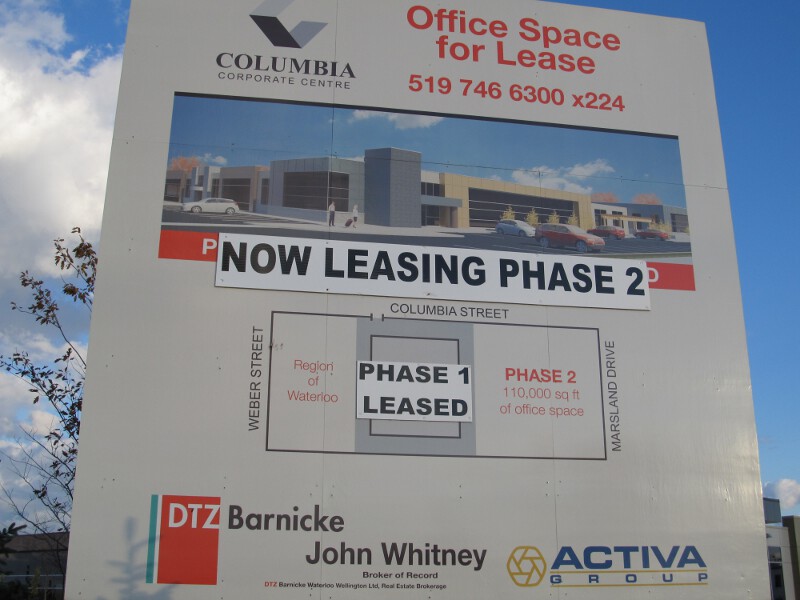 COLUMBIA
CORPORATE CENTRE
Office Space
for Lease
519 746 6300 x224
P
D
NOW LEASING PHASE 2
COLUMBIA STREET
WEBER STREET
Region
of
Waterloo
PHASE 1
LEASED
PHASE 2
110,000 sq ft
of office space
MARSLAND DRIVE
DTZ Barnicke
John Whitney
Broker of Record
DTZ Barnicke Waterloo Wellington Ltd, Real Estate Brokerage
ACTIVA
GROUP